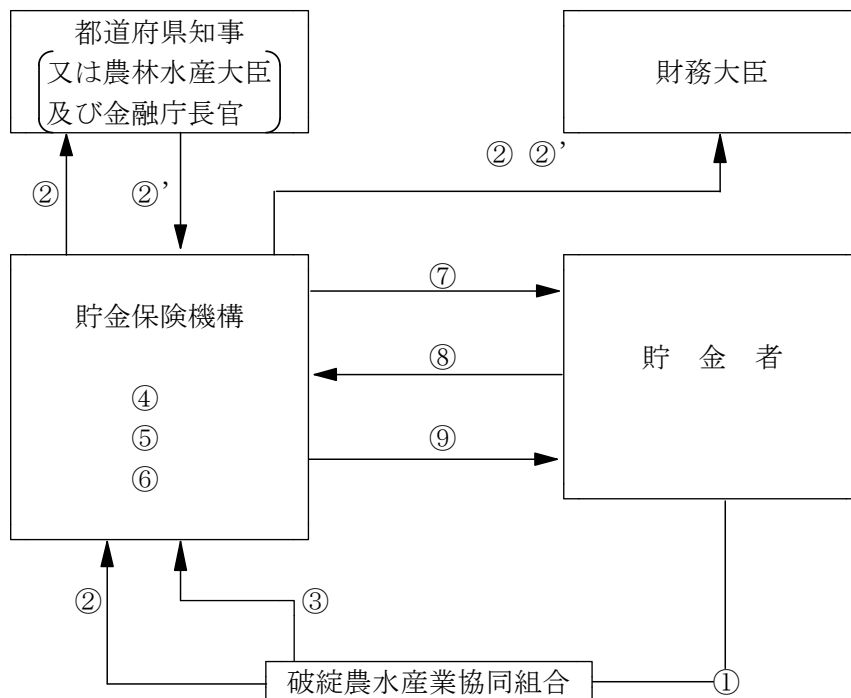 都道府県知事
又は農林水産大臣
及び金融庁長官
財務大臣
② ②’
② ②’
貯金保険機構
④
⑤
⑥
⑦
⑧
⑨
貯 金 者
② ③
破綻農水産業協同組合
①